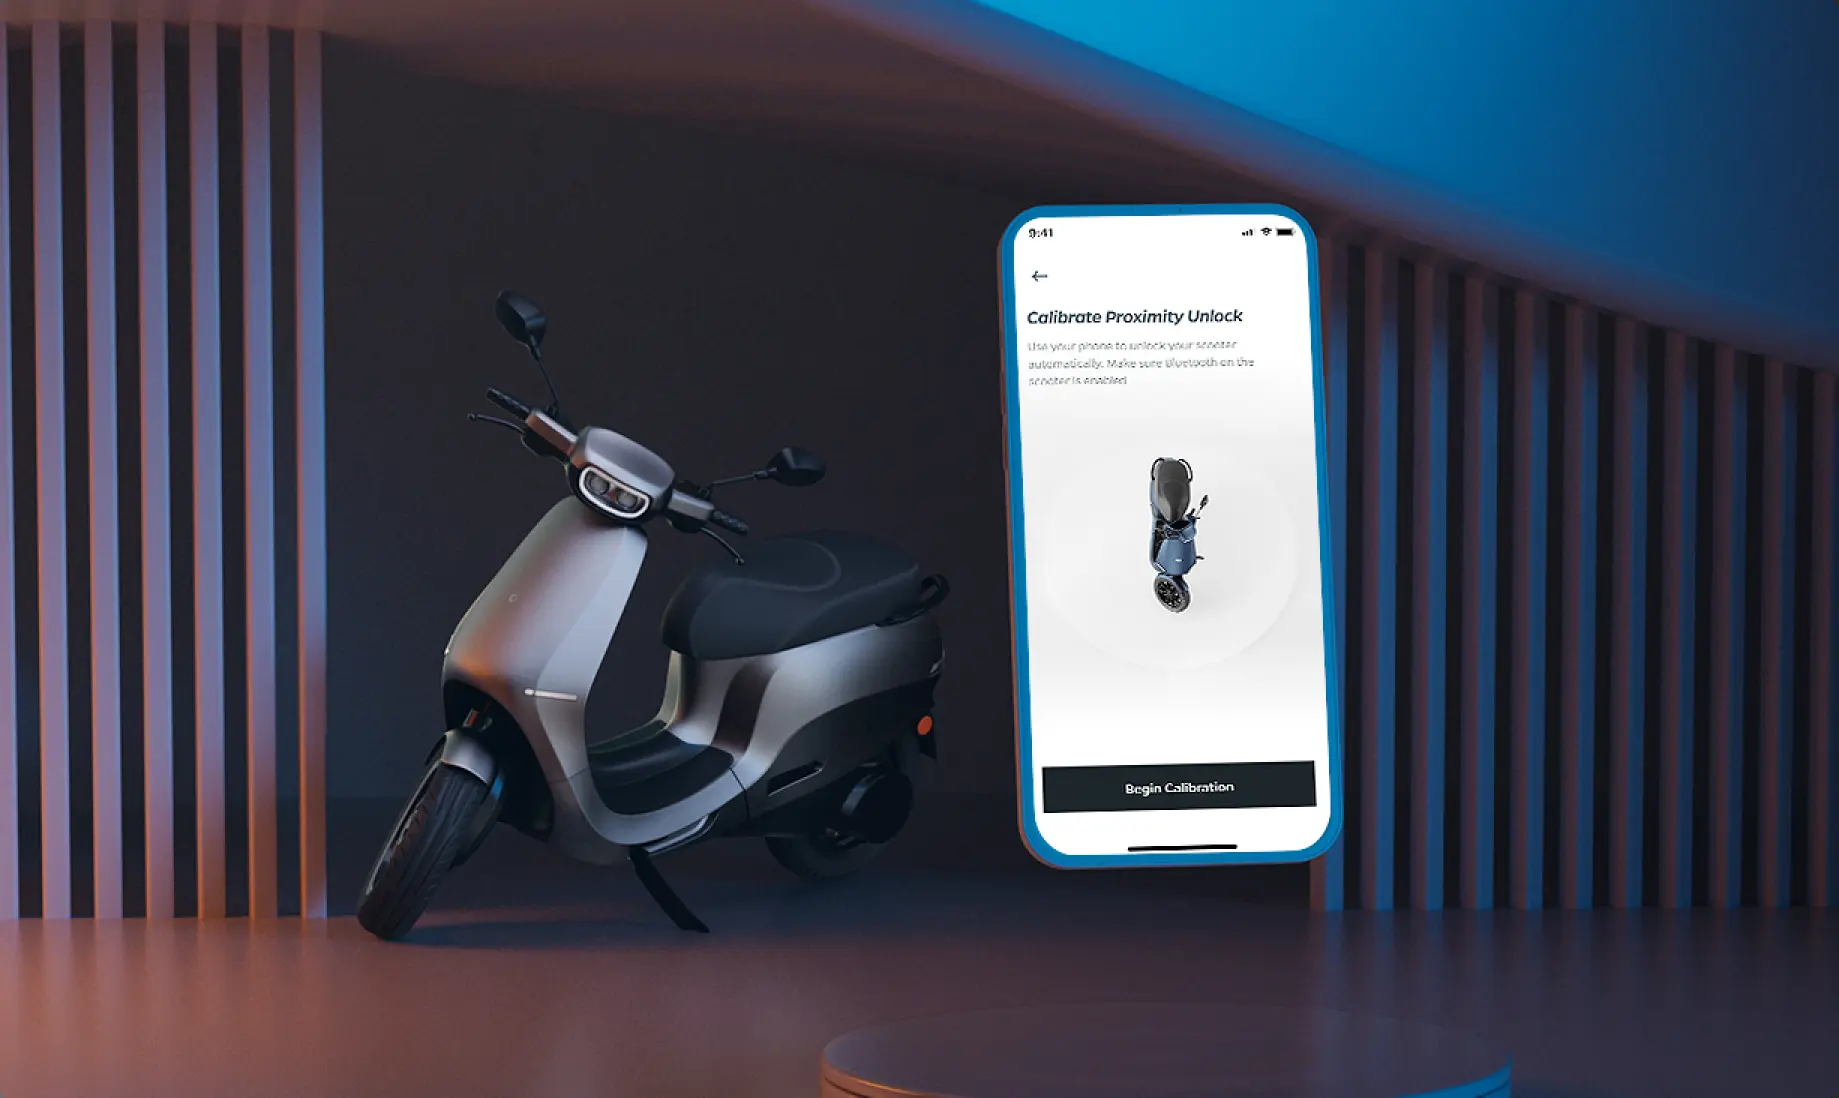 9:41
Calibrate Proximity Unlock
Use your phone to unlock your scooter
automatically. Make sure Bluetooth on the
scooter is enabled
Begin Calibration